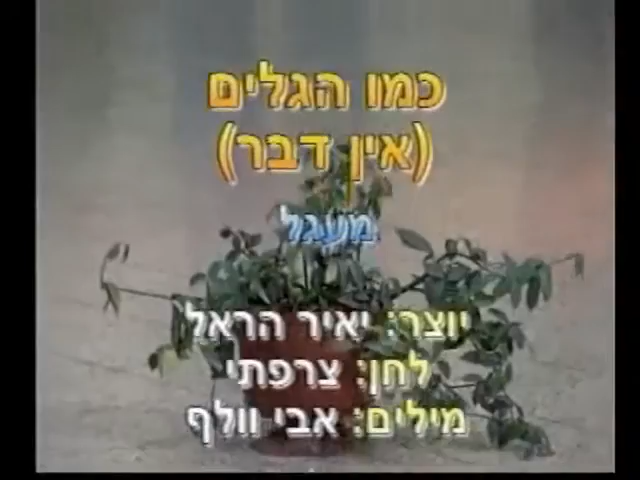 כמו הגלים
(אין דבר)
מעגל
יוצר: יאיר הראל
לחן: צרפתי
מילים: אבי וולף